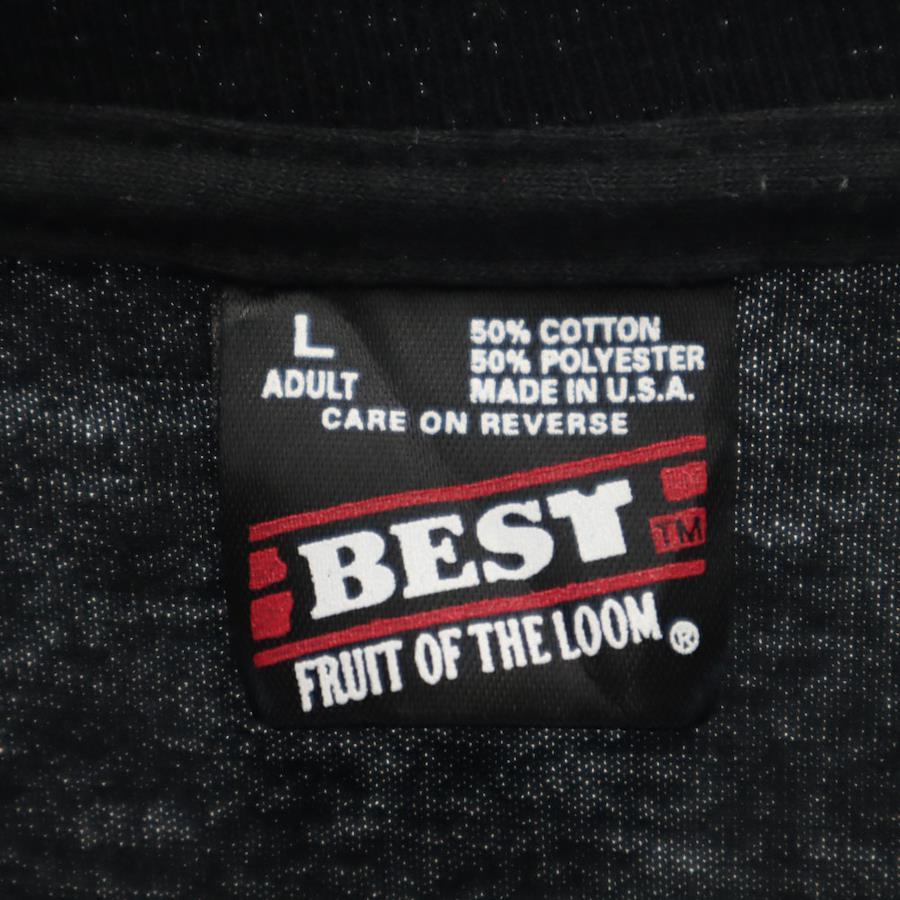 L
ADULT
50% COTTON
50% POLYESTER
MADE IN U.S.A.
CARE ON REVERSE
BEST
TM
FRUIT OF THE LOOM®